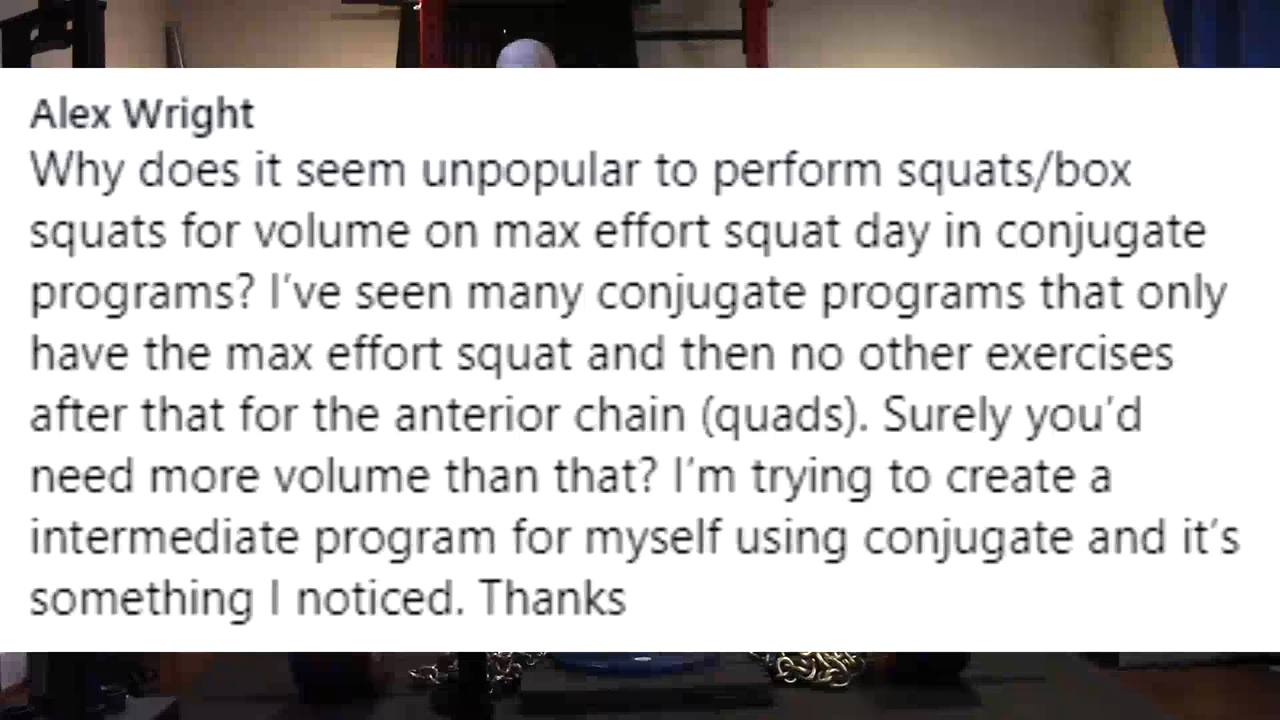 Alex Wright
Why does it seem unpopular to perform squats/box
squats for volume on max effort squat day in conjugate
programs? I've seen many conjugate programs that only
have the max effort squat and then no other exercises
after that for the anterior chain (quads). Surely you'd
need more volume than that? I'm trying to create a
intermediate program for myself using conjugate and it's
something I noticed. Thanks